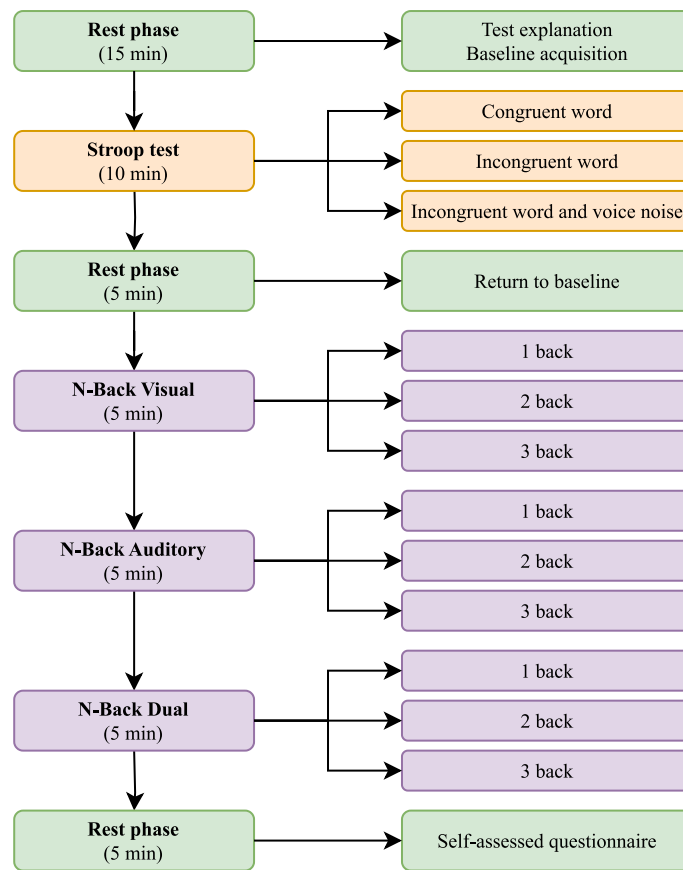 Rest phase
(15 min)
Test explanation
Baseline acquisition
Stroop test
(10 min)
Congruent word
Incongruent word
Incongruent word and voice noise
Rest phase
(5 min)
Return to baseline
N-Back Visual
(5 min)
1 back
2 back
3 back
N-Back Auditory
(5 min)
1 back
2 back
3 back
N-Back Dual
(5 min)
1 back
2 back
3 back
Rest phase
(5 min)
Self-assessed questionnaire